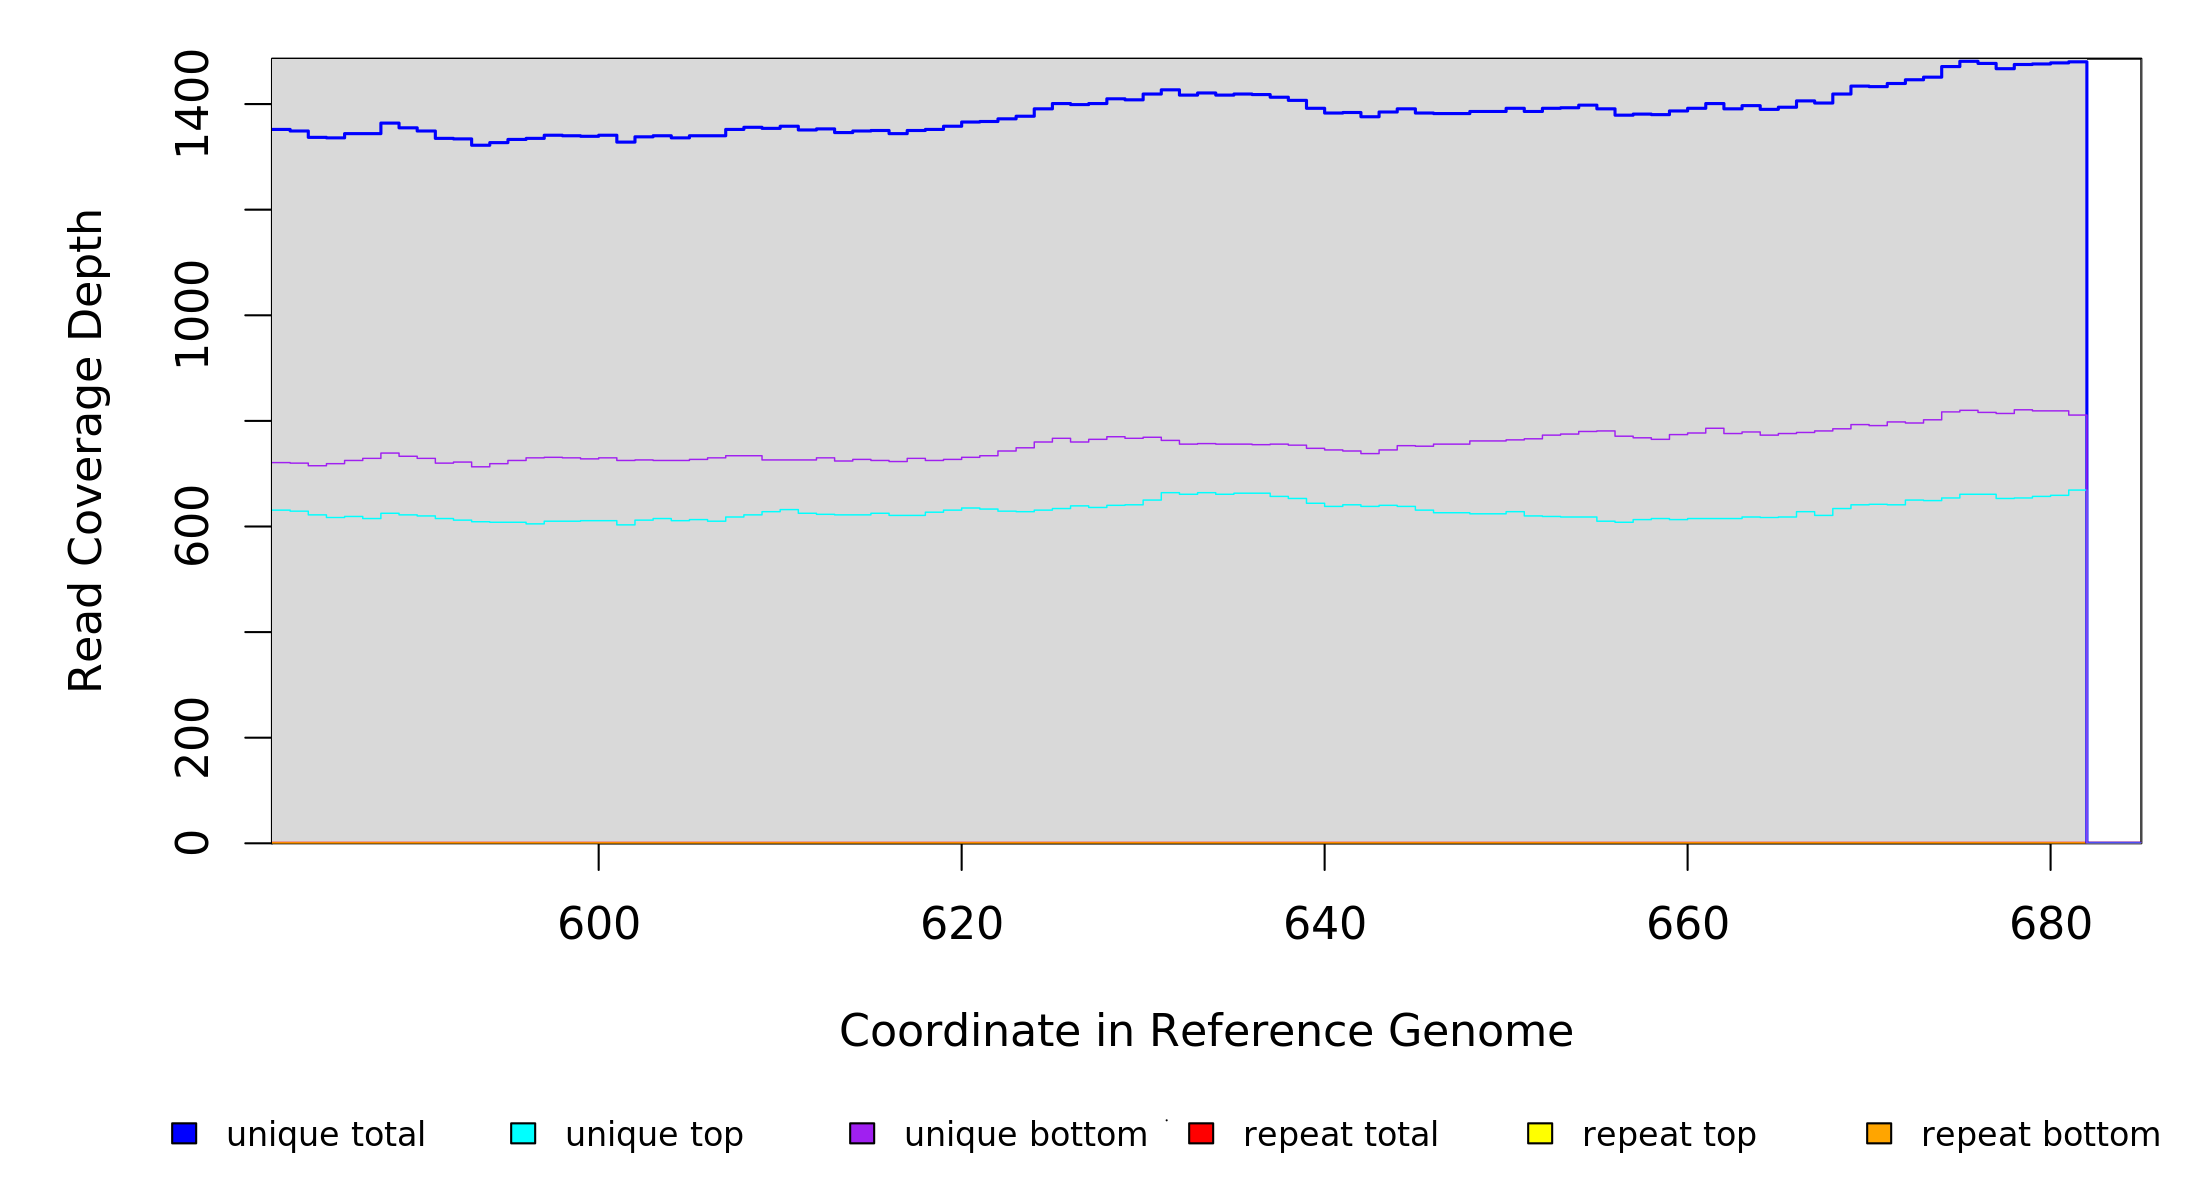 Read Coverage Depth
1400
1000
600
200
0
600 620 640 660 680
Coordinate in Reference Genome
unique total unique top unique bottom repeat total repeat top repeat bottom